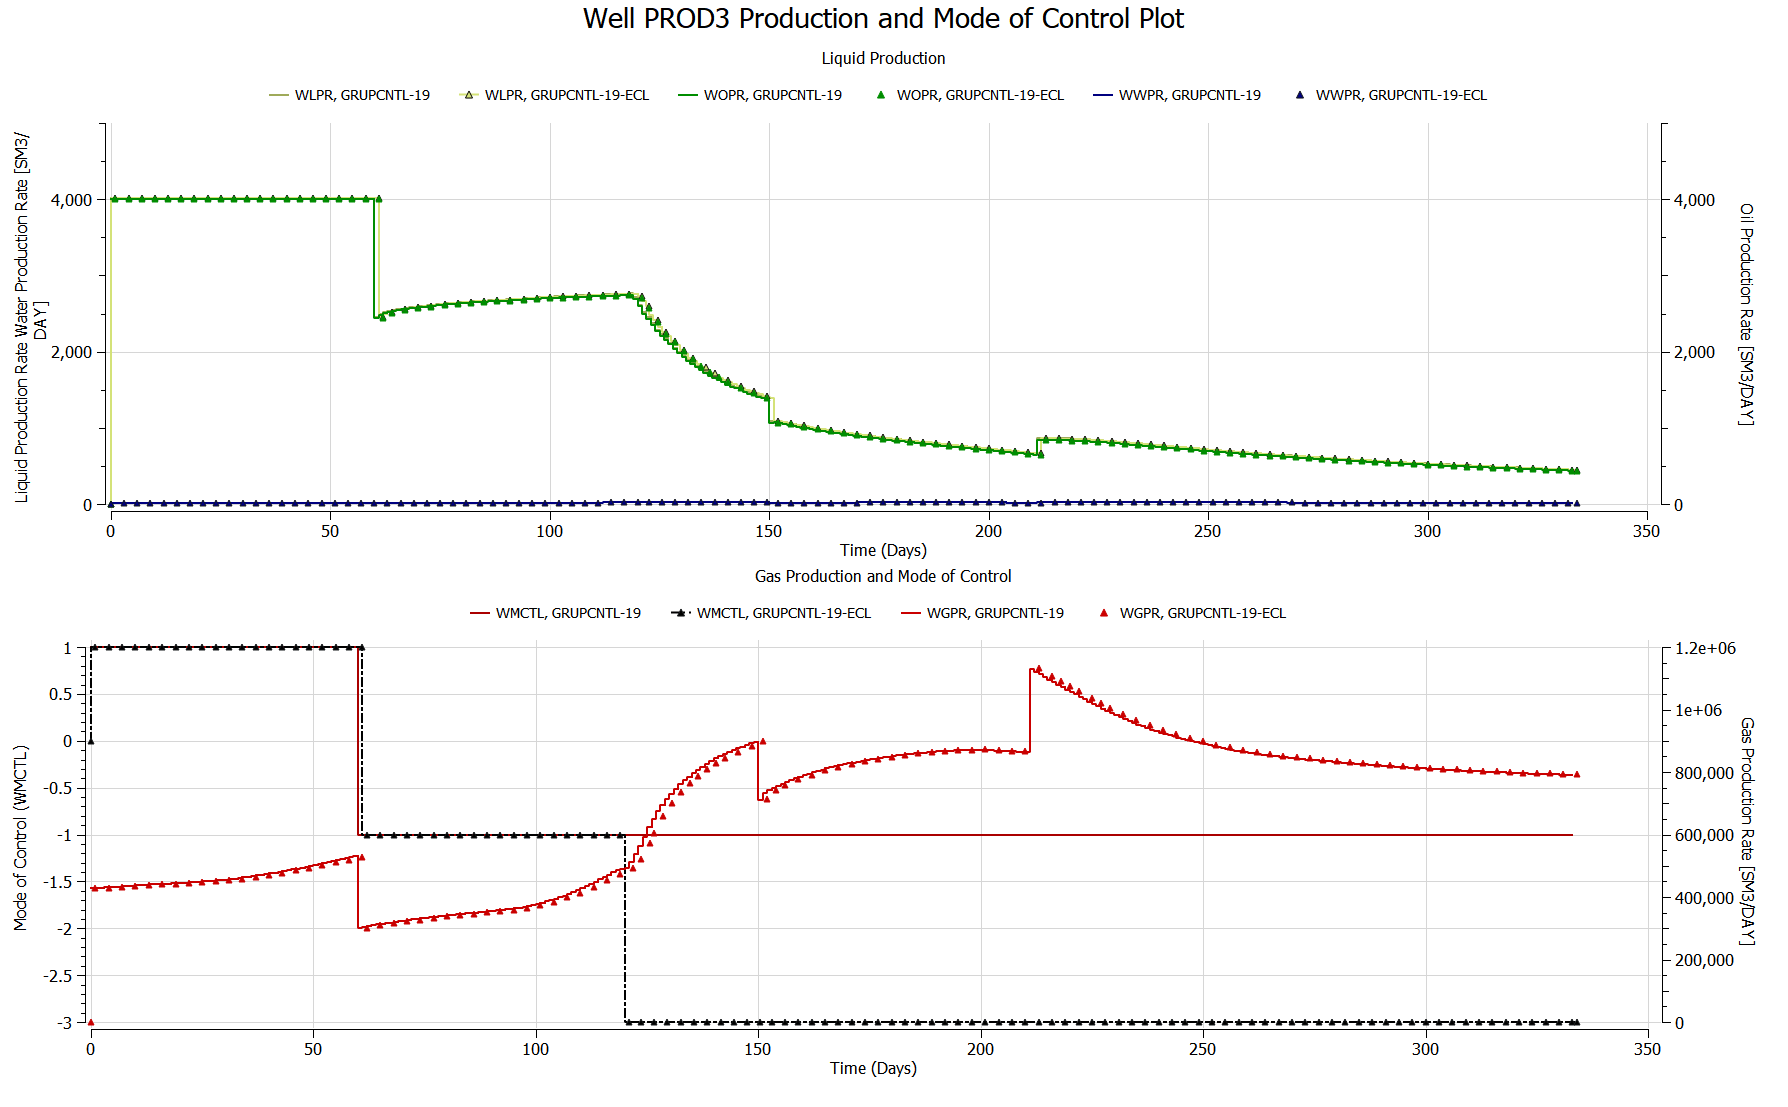 Well PROD3 Production and Mode of Control Plot
Liquid Production
WLPR, GRUPCNTL-19 WLPR, GRUPCNTL-19-ECL WOPR, GRUPCNTL-19 WOPR, GRUPCNTL-19-ECL WWPR, GRUPCNTL-19 WWPR, GRUPCNTL-19-ECL
Liquid Production Rate Water Production Rate [SM3/
DAY]
4,000
2,000
0
4,000
2,000
0
Oil Production Rate [SM3/DAY]
0 50 100 150 200 250 300 350
Time (Days)
Gas Production and Mode of Control
WMCTL, GRUPCNTL-19 WMCTL, GRUPCNTL-19-ECL WGPR, GRUPCNTL-19 WGPR, GRUPCNTL-19-ECL
Mode of Control (WMCTL)
1
0.5
0
-0.5
-1
-1.5
-2
-2.5
-3
1.2e+06
1e+06
800,000
600,000
400,000
200,000
0
Gas Production Rate [SM3/DAY]
0 50 100 150 200 250 300 350
Time (Days)